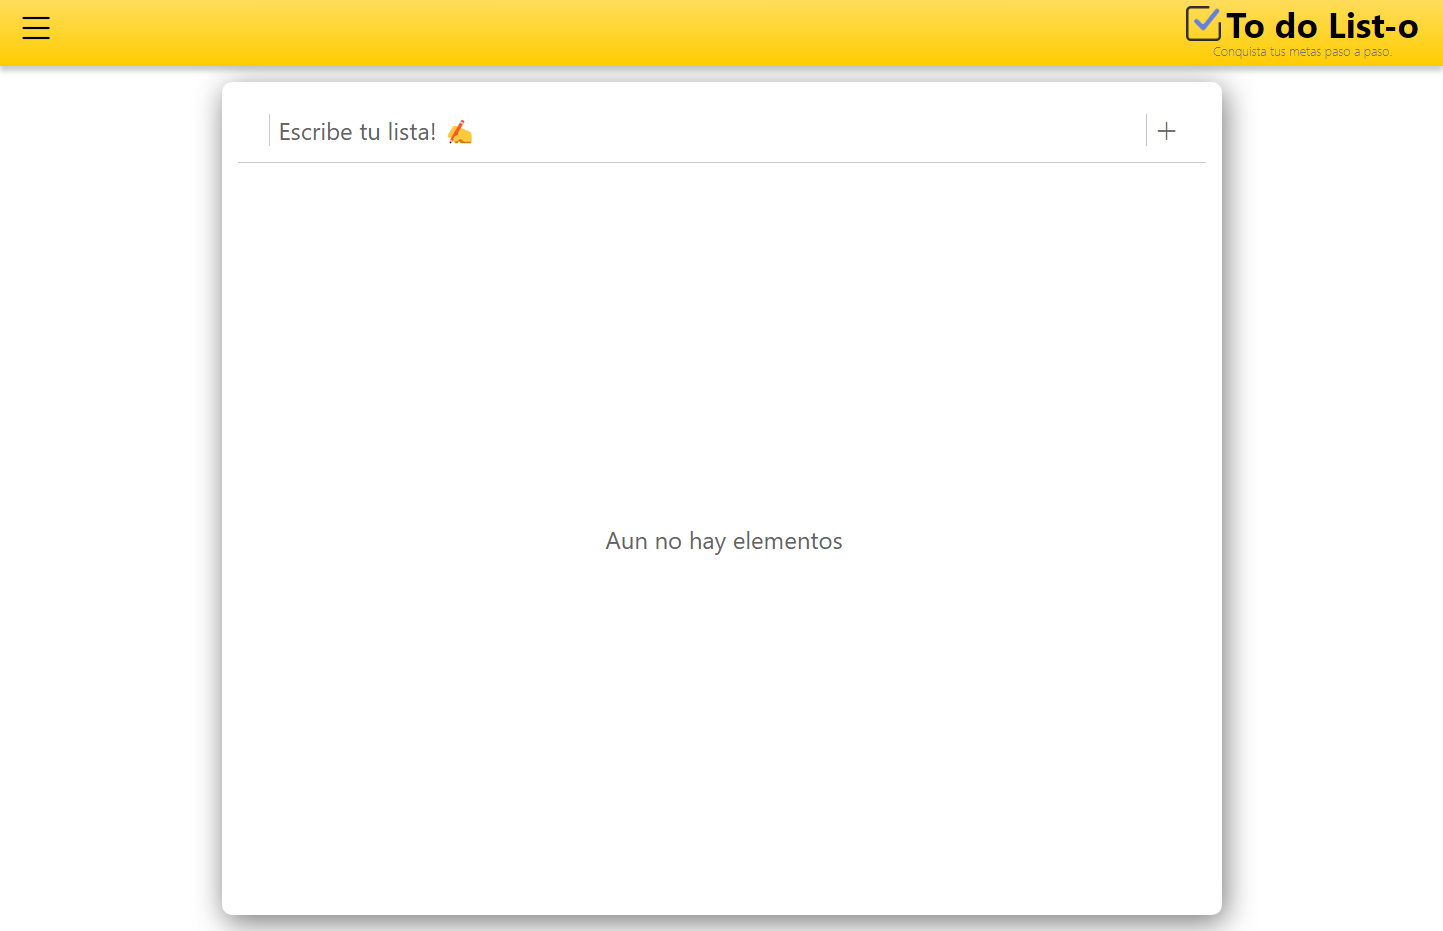 To do List-o
Conquista tus metas paso a paso.
Escribe tu lista! ✍️
Aun no hay elementos